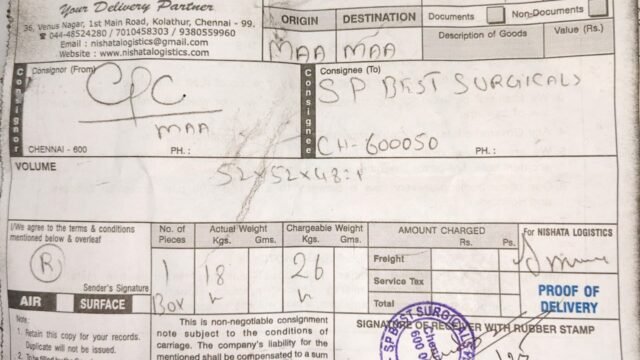 Your Delivery Partner
36, Venus Nagar, 1st Main Road, Kolathur, Chennai - 99.
☎ 044-48524280 / 7010458303 / 9380559960
Email : nishatalogistics@gmail.com
Website : www.nishatalogistics.com
ORIGIN DESTINATION
MAA MAA
Documents Non-Documents
Description of Goods Value (Rs.)
Consignor
Consignor (From)
CPC
MAA
CHENNAI - 600 PH. :
Consignee
Consignee (To)
SP BEST SURGICALS
CH-600050
PH. :
VOLUME
52x52x48:1
I/We agree to the terms & conditions
mentioned below & overleaf
R
Sender's Signature
AIR SURFACE
No. of Pieces
1
Box
Actual Weight
Kgs. Gms.
18
Chargeable Weight
Kgs. Gms.
26
AMOUNT CHARGED
Rs. Ps.
Freight
Service Tax
Total
For NISHATA LOGISTICS
PROOF OF
DELIVERY
Note:
1. Retain this copy for your records.
Duplicate will not be issued.
This is non-negotiable consignment
note subject to the conditions of
carriage. The company's liability for
the mentioned shall be compensated to a sum
SIGNATURE OF RECEIVER WITH RUBBER STAMP
SP BEST SURGICALS